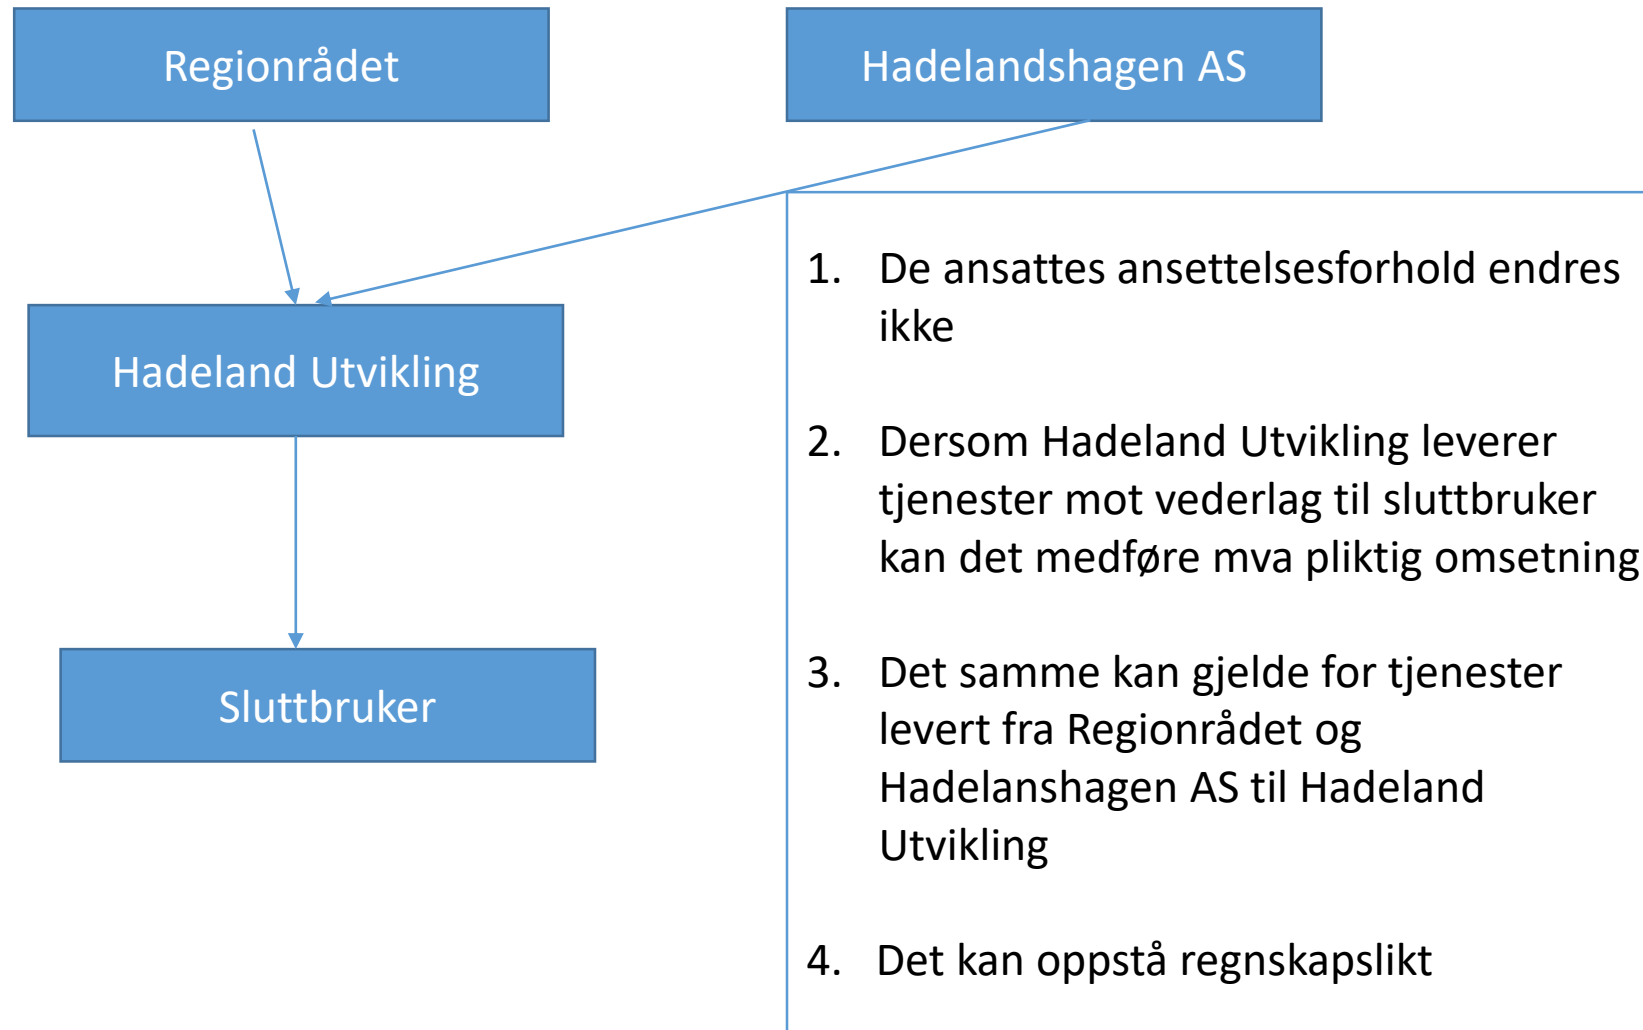 Regionrådet
Hadelandshagen AS
Hadeland Utvikling
Sluttbruker
1. De ansattes ansettelsesforhold endres
ikke
2. Dersom Hadeland Utvikling leverer
tjenester mot vederlag til sluttbruker
kan det medføre mva pliktig omsetning
3. Det samme kan gjelde for tjenester
levert fra Regionrådet og
Hadelanshagen AS til Hadeland
Utvikling
4. Det kan oppstå regnskapslikt